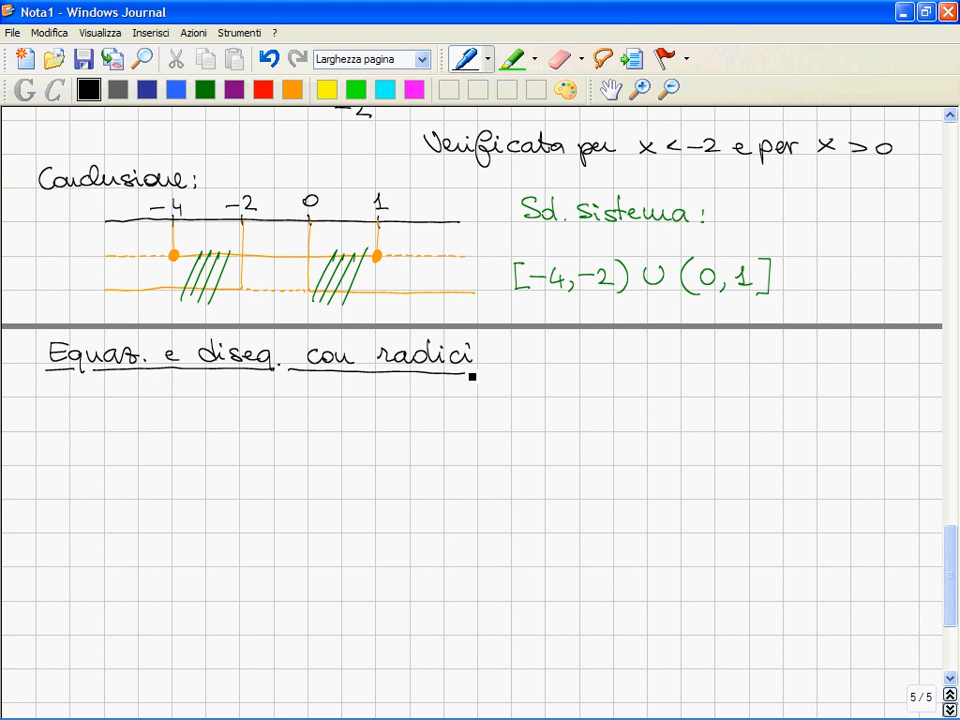 Nota1 - Windows Journal
File Modifica Visualizza Inserisci Azioni Strumenti ?
Larghezza pagina
-2
Verificata per x < -2 e per x > 0
Conclusione:
-4 -2 0 1
Sol. sistema:
[-4,-2) ∪ (0,1]
Equaz. e diseq. con radici
5 / 5